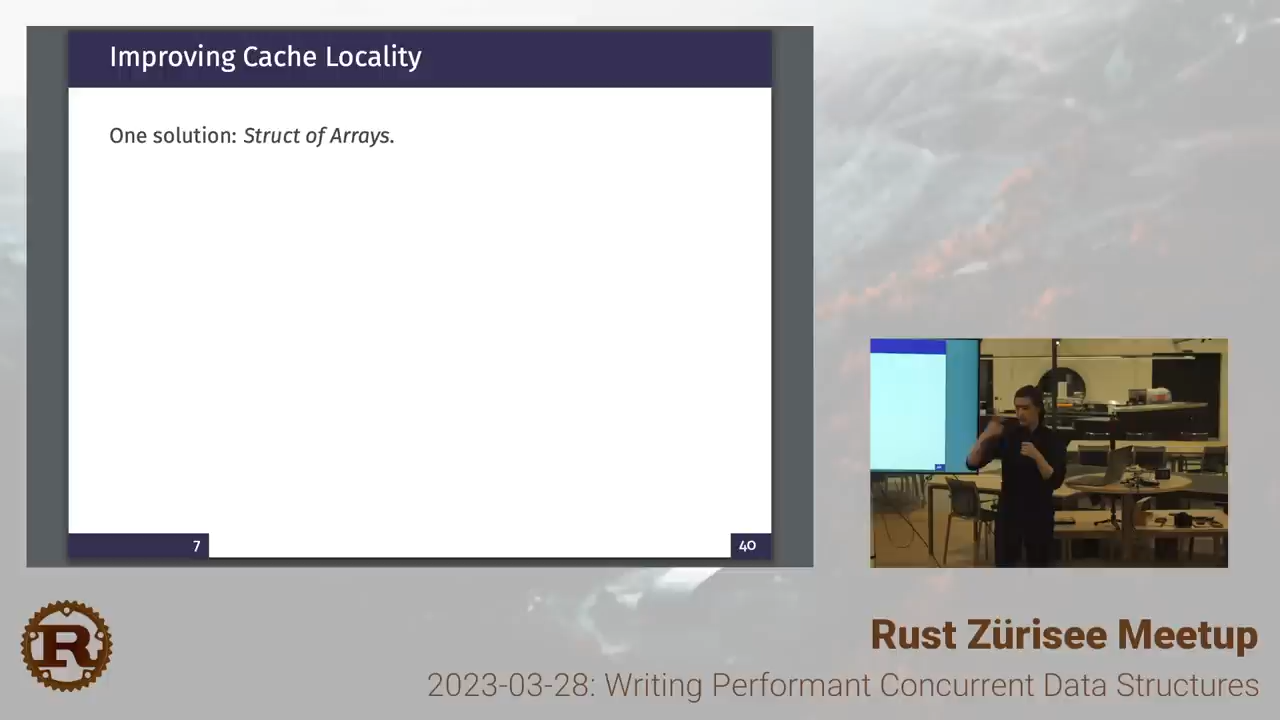 Improving Cache Locality
One solution: Struct of Arrays.
7
40
R
Rust Zürisee Meetup
2023-03-28: Writing Performant Concurrent Data Structures